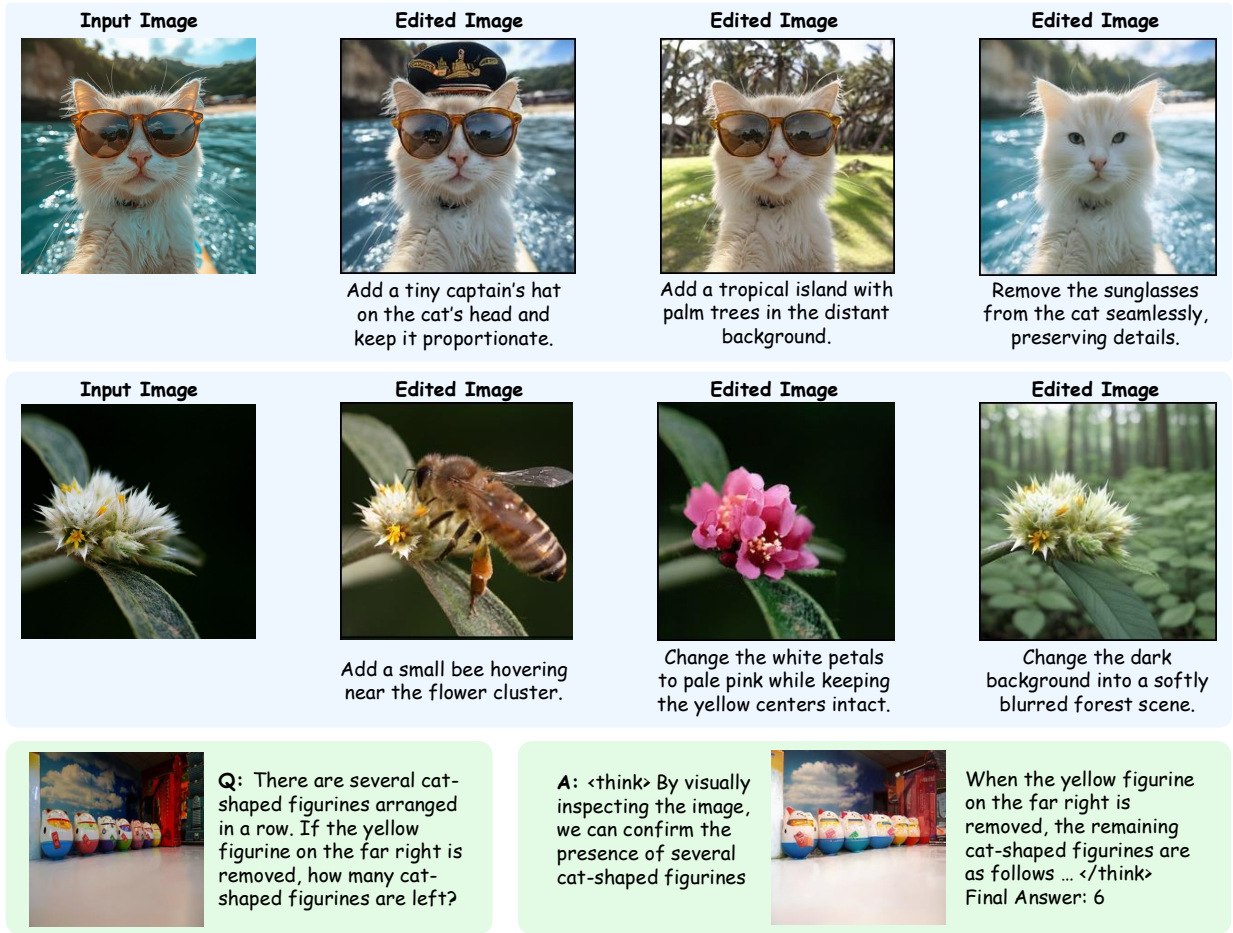 Input Image
Edited Image
Edited Image
Edited Image
Add a tiny captain's hat
on the cat's head and
keep it proportionate.
Add a tropical island with
palm trees in the distant
background.
Remove the sunglasses
from the cat seamlessly,
preserving details.
Input Image
Edited Image
Edited Image
Edited Image
Add a small bee hovering
near the flower cluster.
Change the white petals
to pale pink while keeping
the yellow centers intact.
Change the dark
background into a softly
blurred forest scene.
Q: There are several cat-
shaped figurines arranged
in a row. If the yellow
figurine on the far right is
removed, how many cat-
shaped figurines are left?
A: <think> By visually
inspecting the image,
we can confirm the
presence of several
cat-shaped figurines
When the yellow figurine
on the far right is
removed, the remaining
cat-shaped figurines are
as follows … </think>
Final Answer: 6